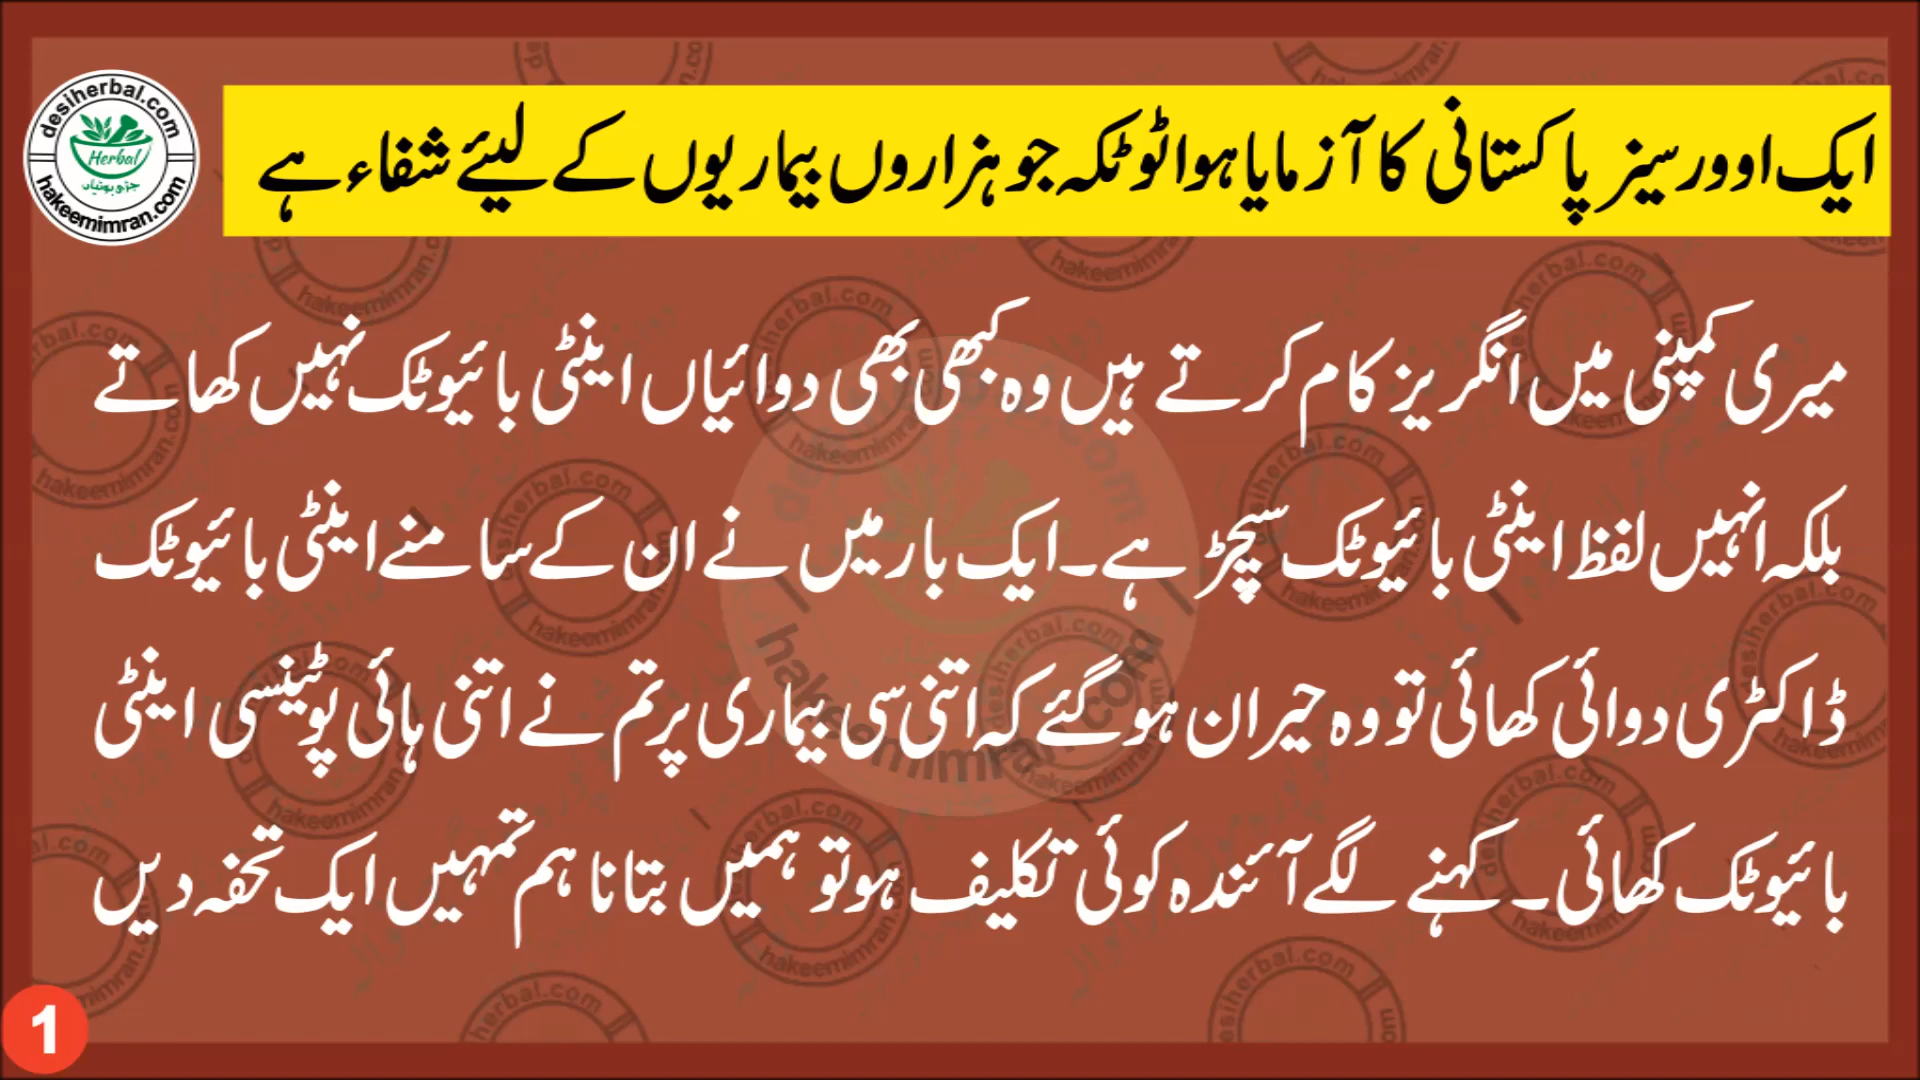 ایک اوورسیز پاکستانی کا آزمایا ہوا ٹوٹکہ جو ہزاروں بیماریوں کے لیئے شفاء ہے
desiherbal.com
Herbal
جڑی بوٹیاں
hakeemimran.com
میری کمپنی میں انگریز کام کرتے ہیں وہ کبھی بھی دوائیاں اینٹی بائیوٹک نہیں کھاتے
بلکہ انہیں لفظ اینٹی بائیوٹک سچڑ ہے۔ ایک بار میں نے ان کے سامنے اینٹی بائیوٹک
ڈاکٹری دوائی کھائی تو وہ حیران ہو گئے کہ اتنی سی بیماری پر تم نے اتنی ہائی پوٹینسی اینٹی
بائیوٹک کھائی۔ کہنے لگے آئندہ کوئی تکلیف ہو تو ہمیں بتانا ہم تمہیں ایک تحفہ دیں
1